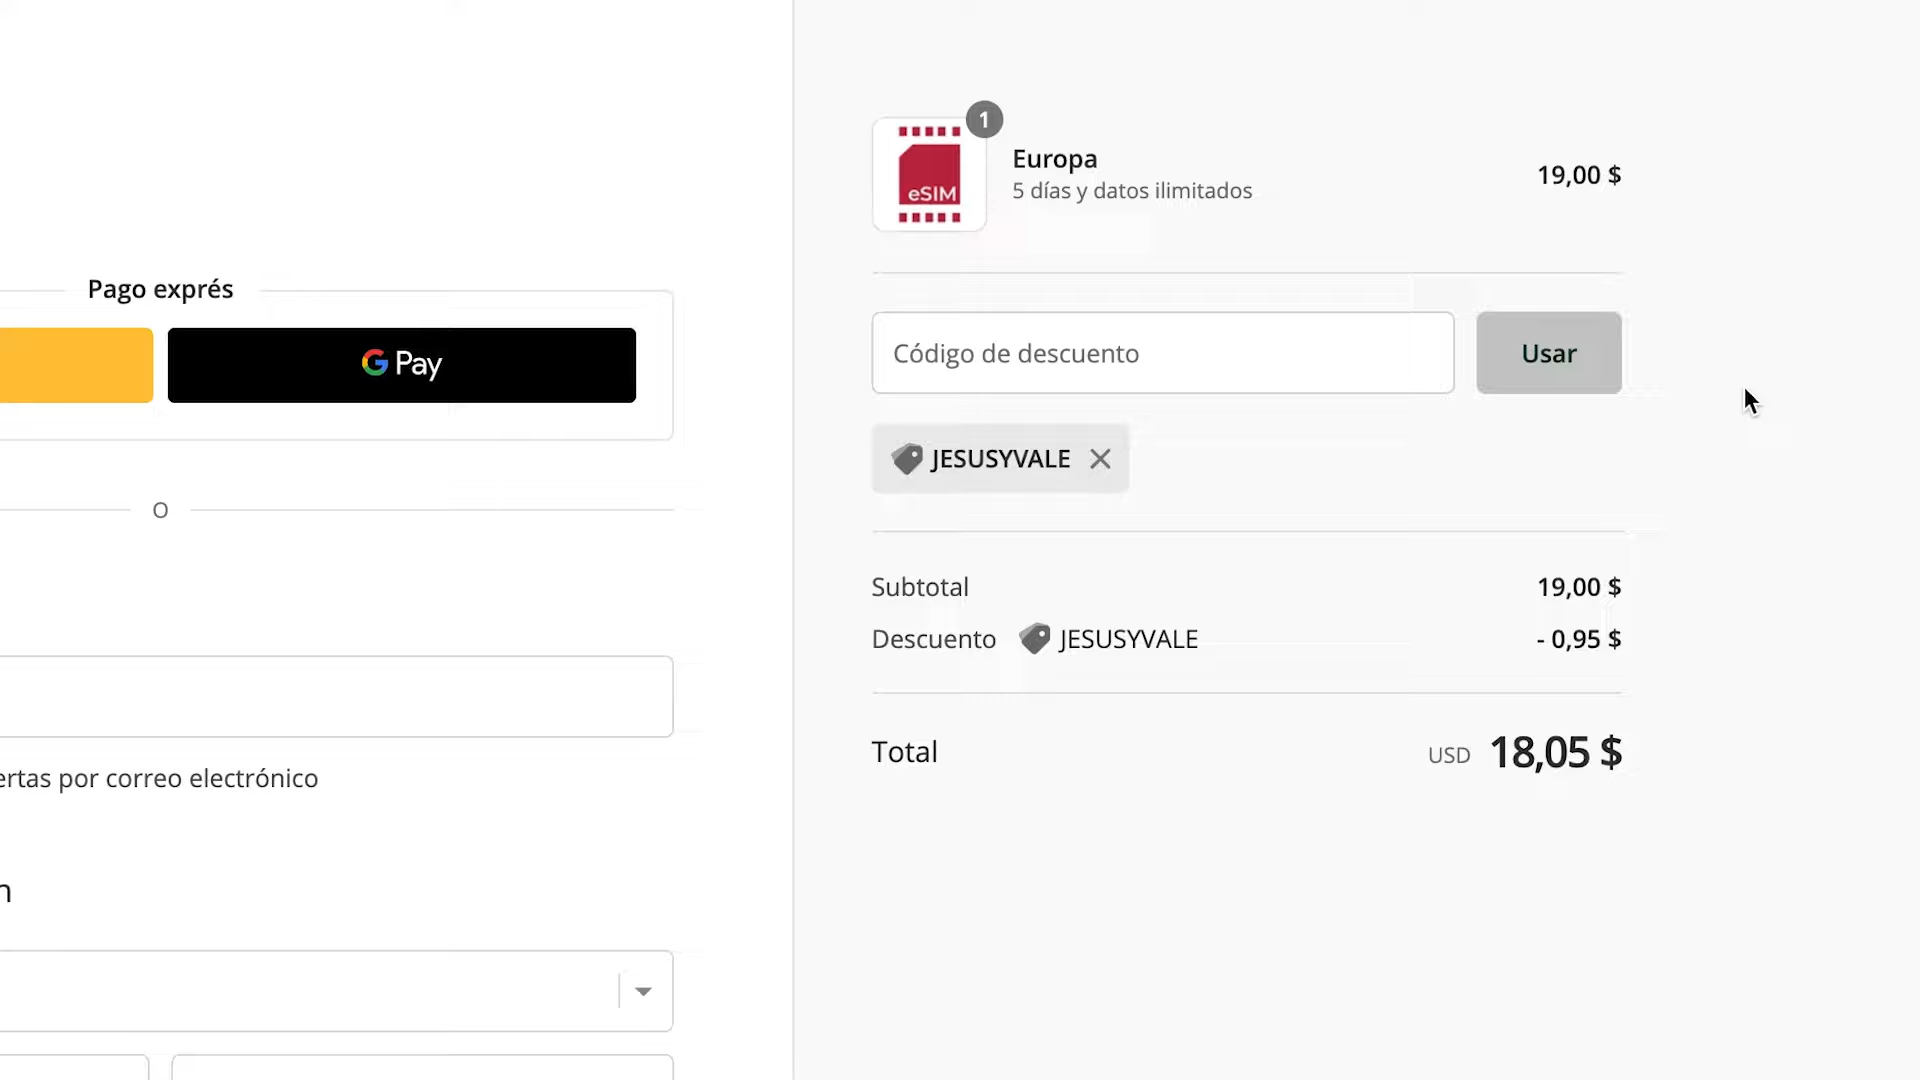 Pago exprés
G Pay
O
ertas por correo electrónico
n
1
eSIM
Europa
5 días y datos ilimitados
19,00 $
Código de descuento
Usar
JESUSYVALE
Subtotal
19,00 $
Descuento JESUSYVALE
- 0,95 $
Total
USD 18,05 $